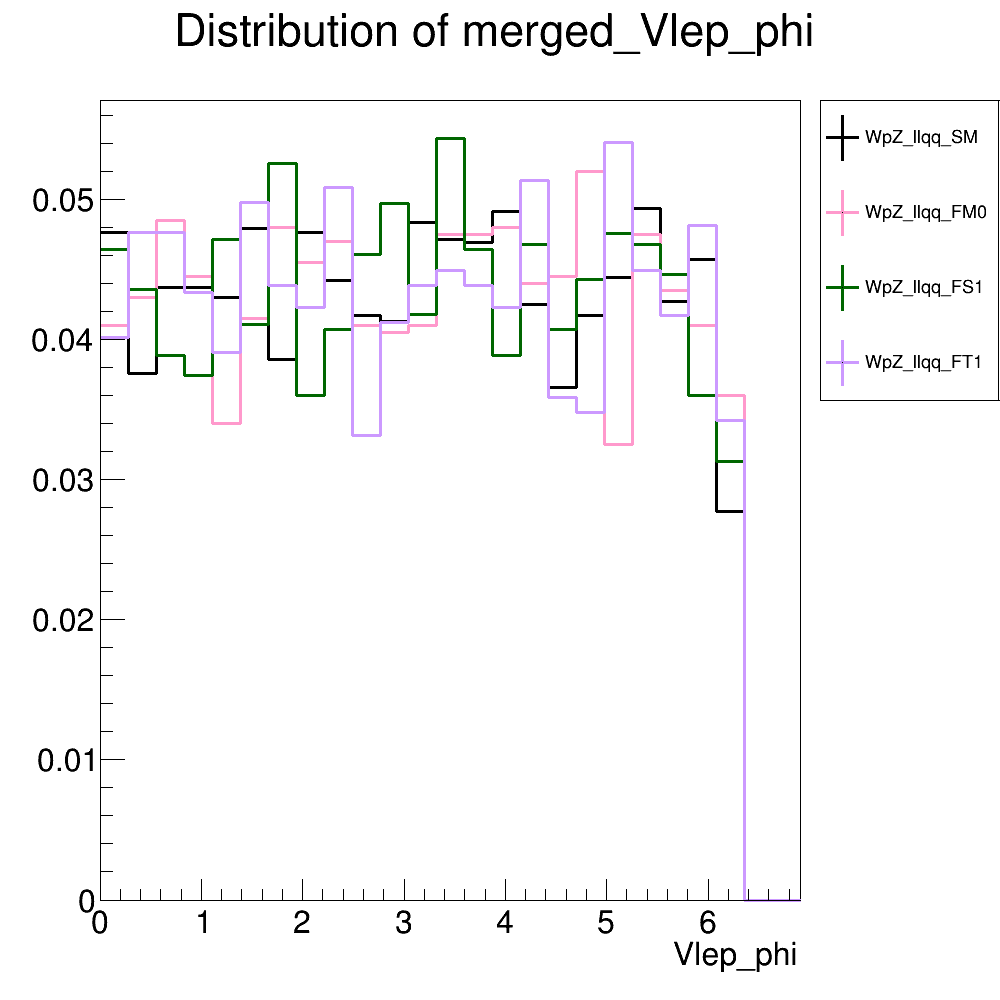 Distribution of merged_Vlep_phi
WpZ_llqq_SM
WpZ_llqq_FM0
WpZ_llqq_FS1
WpZ_llqq_FT1
0.05
0.04
0.03
0.02
0.01
0
0 1 2 3 4 5 6
Vlep_phi